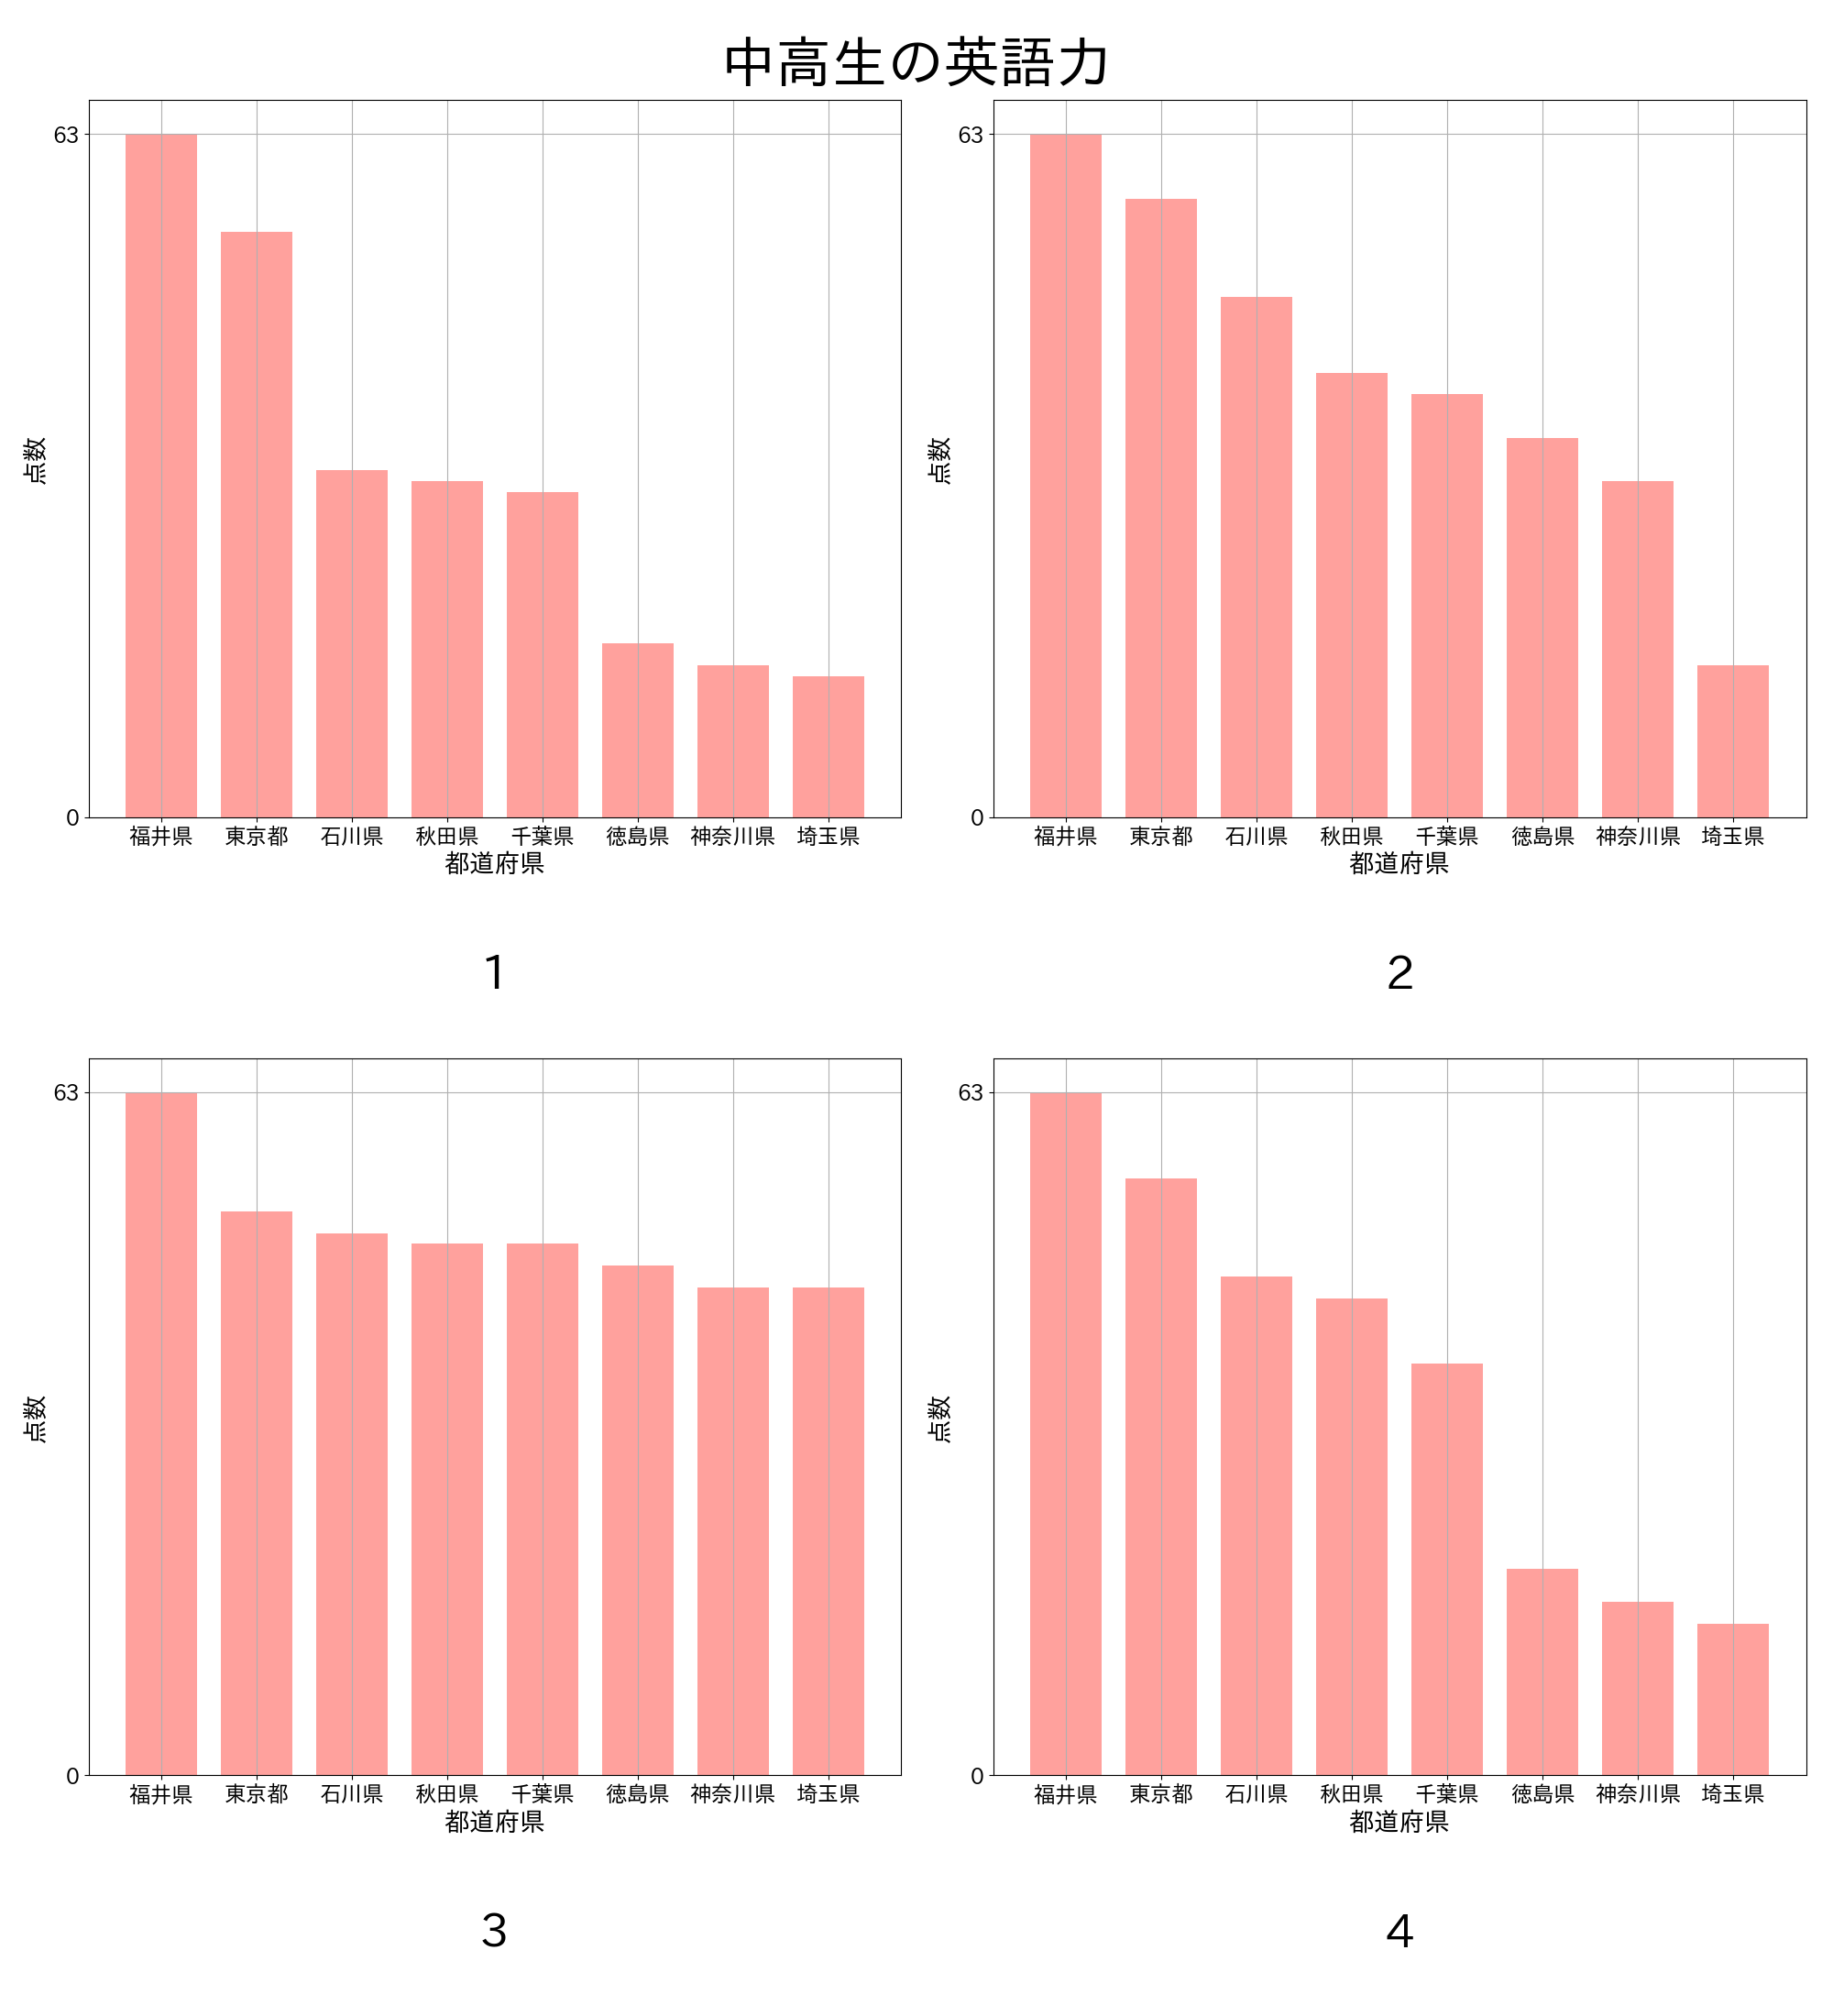 中高生の英語力
63
0
点数
福井県 東京都 石川県 秋田県 千葉県 徳島県 神奈川県 埼玉県
都道府県
1
63
0
点数
福井県 東京都 石川県 秋田県 千葉県 徳島県 神奈川県 埼玉県
都道府県
2
63
0
点数
福井県 東京都 石川県 秋田県 千葉県 徳島県 神奈川県 埼玉県
都道府県
3
63
0
点数
福井県 東京都 石川県 秋田県 千葉県 徳島県 神奈川県 埼玉県
都道府県
4